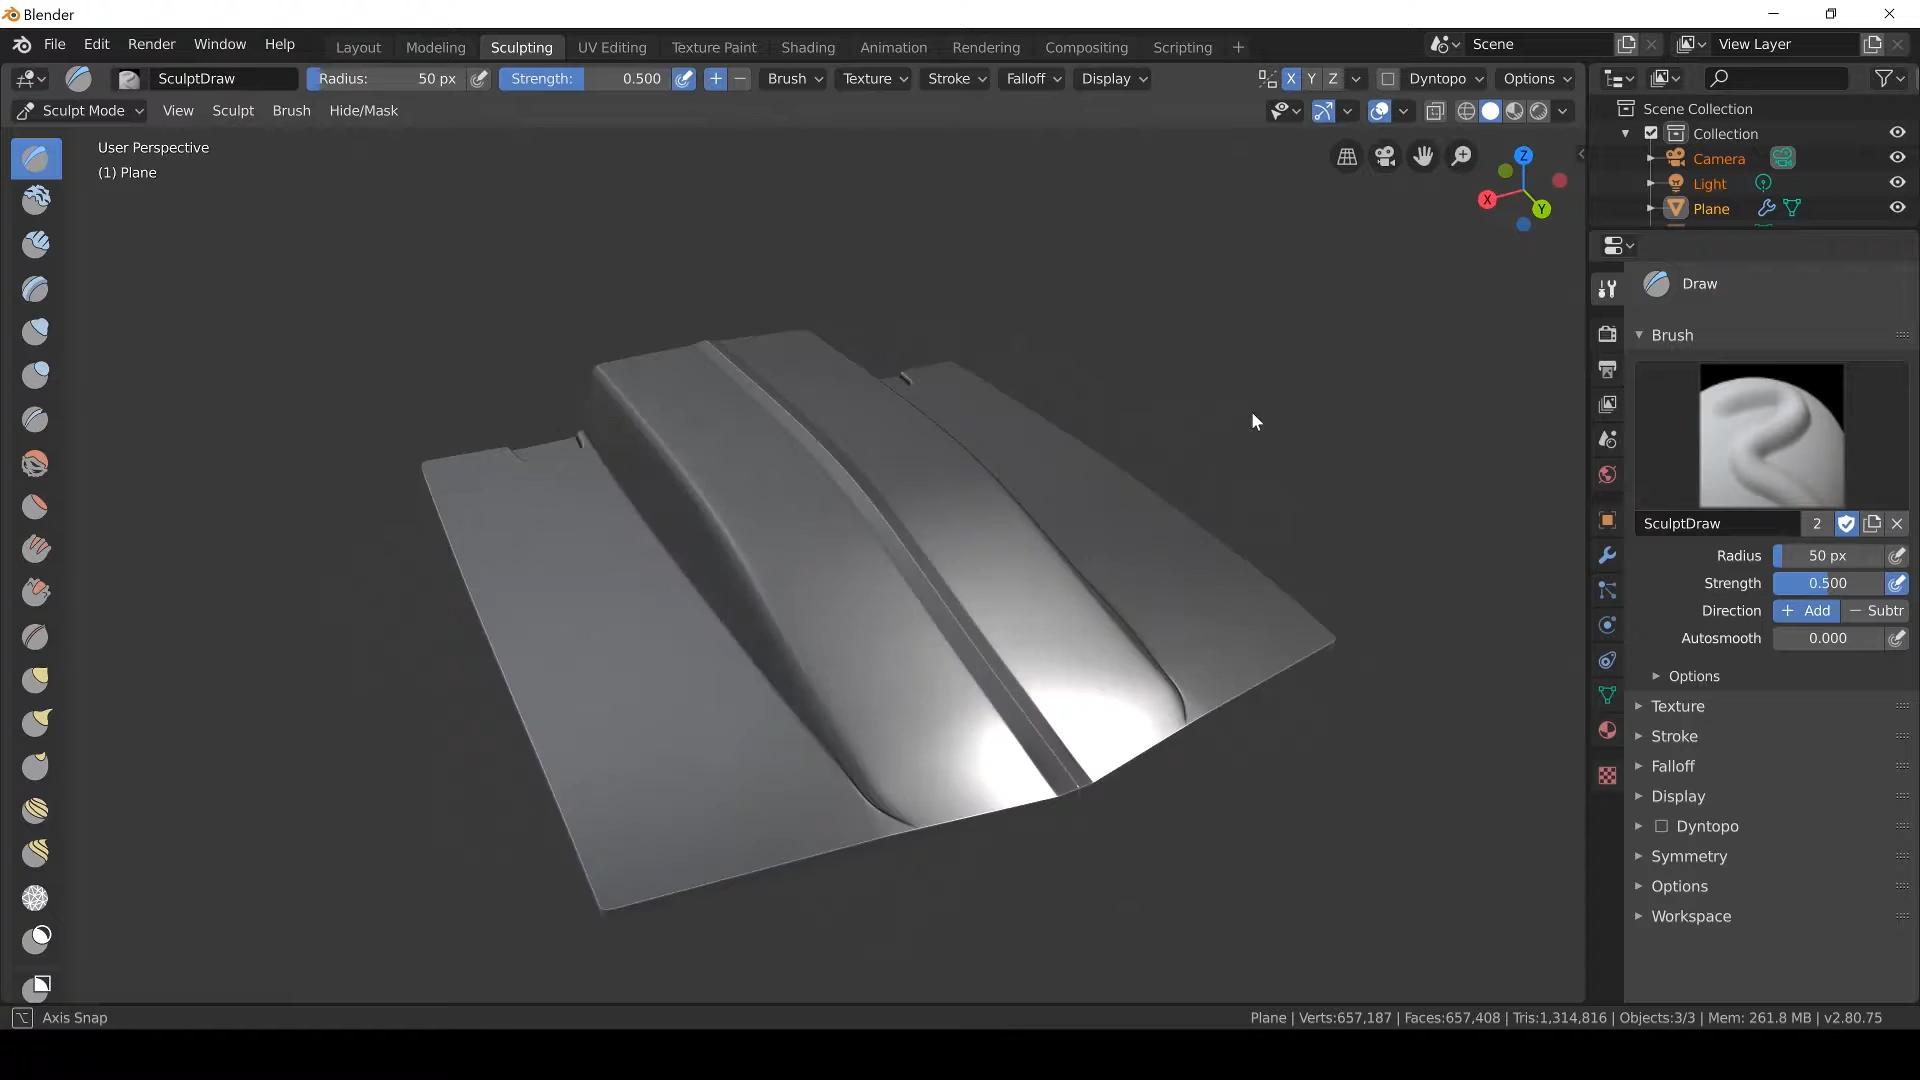 Blender
File Edit Render Window Help Layout Modeling Sculpting UV Editing Texture Paint Shading Animation Rendering Compositing Scripting + Scene View Layer
SculptDraw Radius: 50 px Strength: 0.500 + − Brush Texture Stroke Falloff Display X Y Z Dyntopo Options
Sculpt Mode View Sculpt Brush Hide/Mask
Scene Collection
Collection
Camera
Light
Plane
User Perspective
(1) Plane
Z
X
Y
Draw
Brush
SculptDraw 2
Radius 50 px
Strength 0.500
Direction + Add − Subtr
Autosmooth 0.000
Options
Texture
Stroke
Falloff
Display
Dyntopo
Symmetry
Options
Workspace
Axis Snap Plane | Verts:657,187 | Faces:657,408 | Tris:1,314,816 | Objects:3/3 | Mem: 261.8 MB | v2.80.75